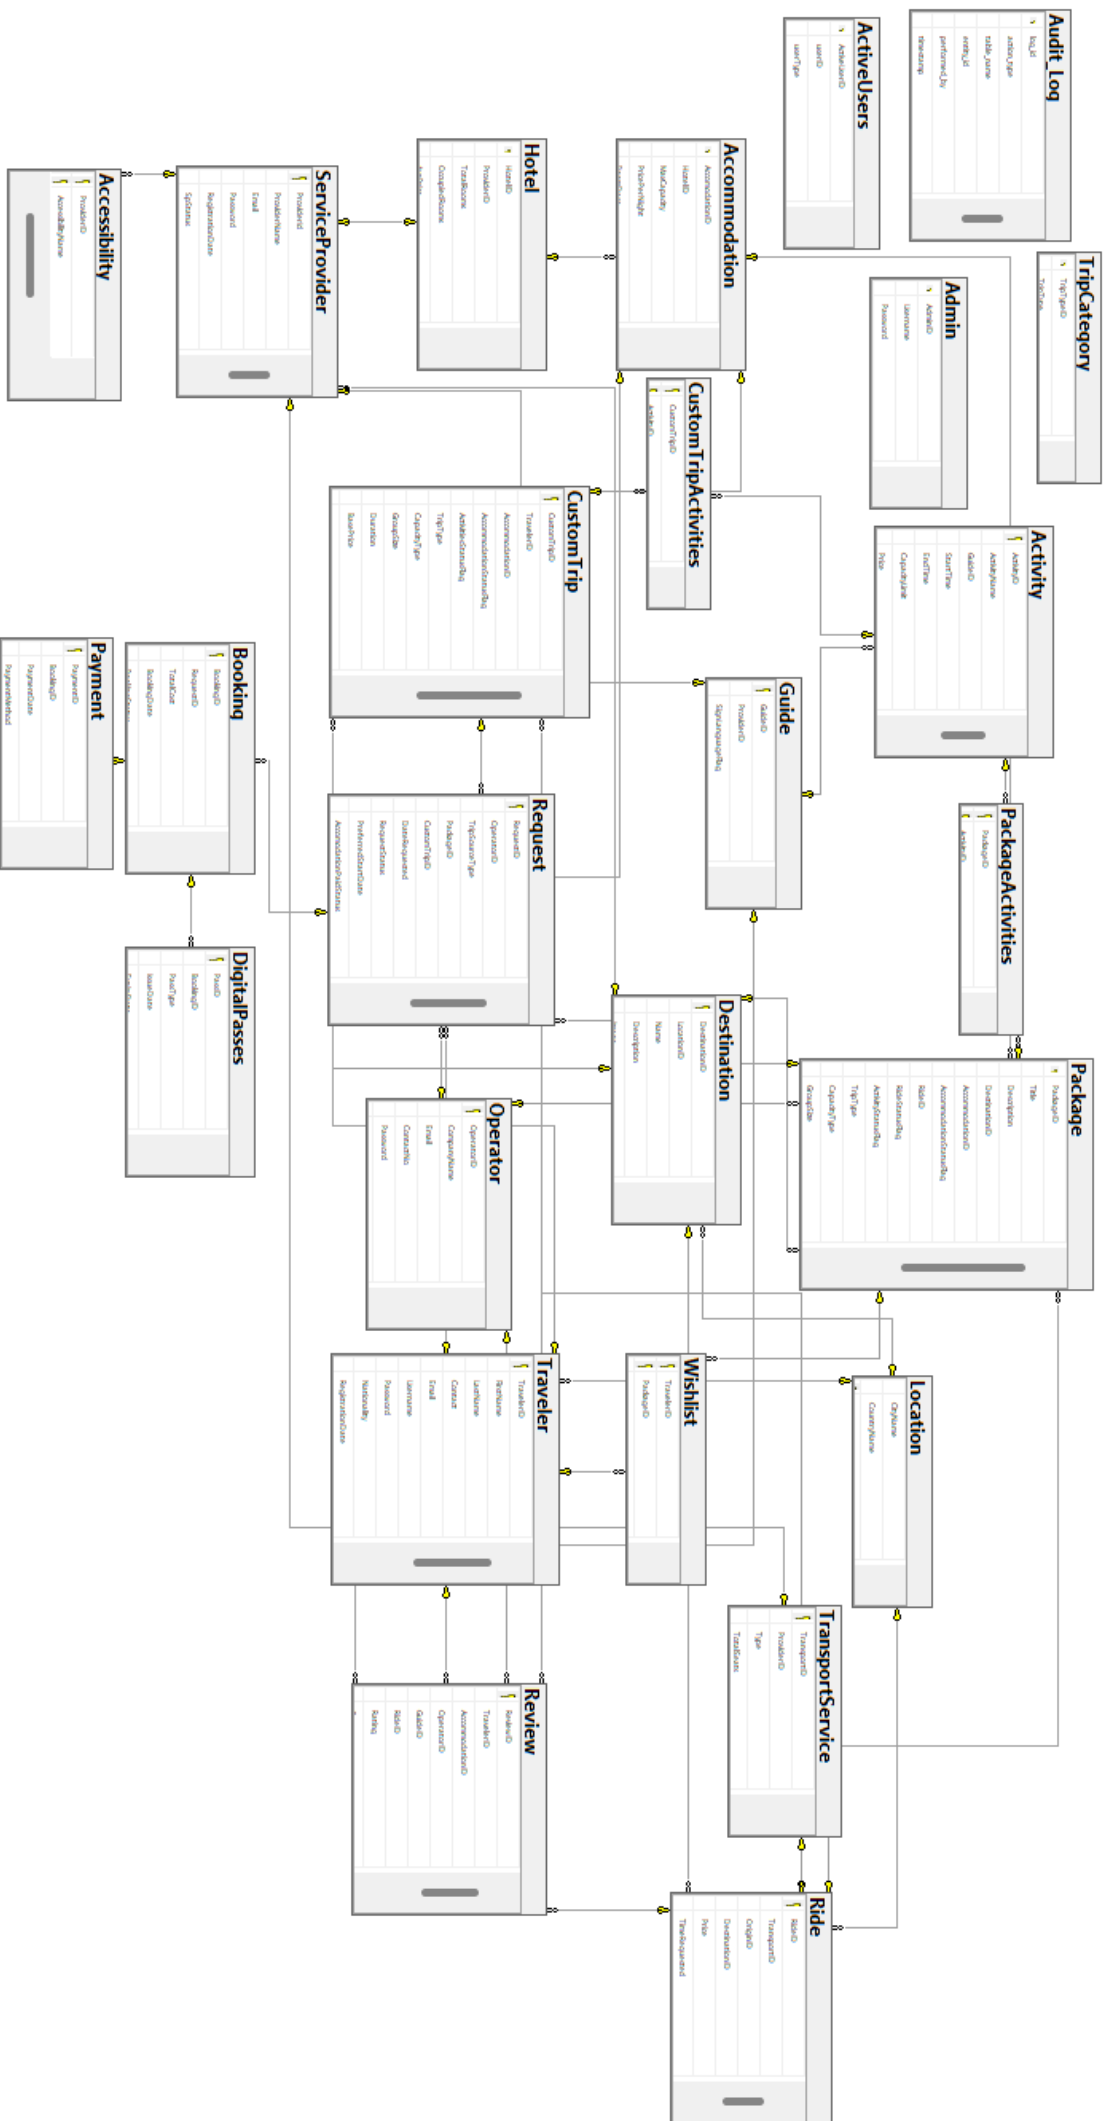 Audit_Log
log_id
action_type
table_name
entity_id
performed_by
timestamp
TripCategory
TripTypeID
TripType
ActiveUsers
ActiveUserID
userID
userType
Admin
AdminID
Username
Password
Activity
ActivityID
ActivityName
GuideID
StartTime
EndTime
CapacityLimit
Price
PackageActivities
PackageID
ActivityID
Package
PackageID
Title
Description
DestinationID
AccommodationID
AccommodationStatusFlag
RideID
RideStatusFlag
ActivityStatusFlag
TripType
CapacityType
GroupSize
Location
CityName
CountryName
Accommodation
AccomodationID
HotelID
MaxCapacity
PricePerNight
CustomTripActivities
CustomTripID
ActivityID
Guide
GuideID
ProviderID
SignLanguageFlag
Destination
DestinationID
LocationID
Name
Description
Wishlist
TravelerID
PackageID
TransportService
TransportID
ProviderID
Type
TotalSeats
Ride
RideID
TransportID
OriginID
DestinationID
Price
TimeRequested
Hotel
HotelID
ProviderID
TotalRooms
OccupiedRooms
CustomTrip
CustomTripID
TravelerID
AccommodationID
AccommodationStatusFlag
ActivitiesStatusFlag
TripType
CapacityType
GroupSize
Duration
BasePrice
Request
RequestID
OperatorID
TripSourceType
PackageID
CustomTripID
DateRequested
RequestStatus
PreferredStartDate
AccomodationPaidStatus
Operator
OperatorID
CompanyName
Email
ContactNo
Password
Traveler
TravelerID
FirstName
LastName
Contact
Email
Username
Password
Nationality
RegistrationDate
Review
ReviewID
TravelerID
AccommodationID
OperatorID
GuideID
RideID
Rating
ServiceProvider
ProviderId
ProviderName
Email
Password
RegistrationDate
SpStatus
Accessibility
ProviderID
AccessibilityName
Booking
BookingID
RequestID
TotalCost
BookingDate
DigitalPasses
PassID
BookingID
PassType
IssueDate
Payment
PaymentID
BookingID
PaymentDate
PaymentMethod